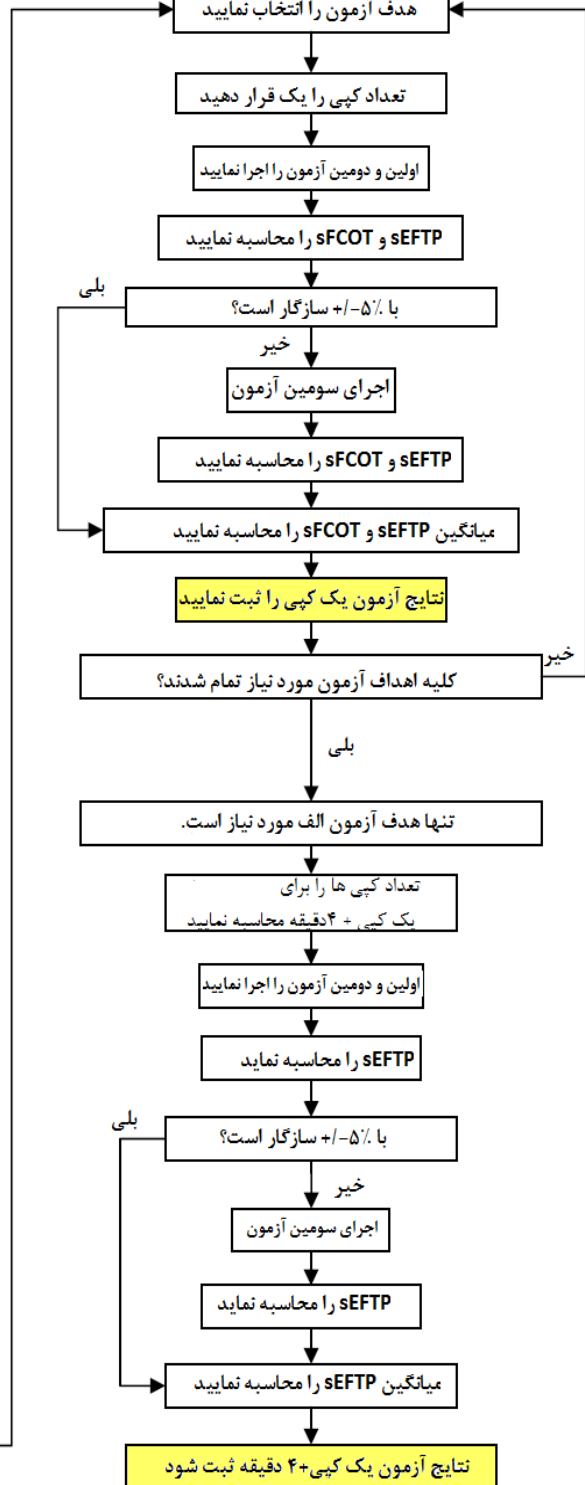 هدف آزمون را انتخاب نمایید
تعداد کپی را یک قرار دهید
اولین و دومین آزمون را اجرا نمایید
sEFTP و sFCOT را محاسبه نمایید
با ۵٪-/+ سازگار است؟
بلی
خیر
اجرای سومین آزمون
sEFTP و sFCOT را محاسبه نمایید
میانگین sEFTP و sFCOT را محاسبه نمایید
نتایج آزمون یک کپی را ثبت نمایید
خیر
کلیه اهداف آزمون مورد نیاز تمام شدند؟
بلی
تنها هدف آزمون الف مورد نیاز است.
تعداد کپی ها را برای
یک کپی + ۴دقیقه محاسبه نمایید
اولین و دومین آزمون را اجرا نمایید
sEFTP را محاسبه نماید
بلی
با ۵٪-/+ سازگار است؟
خیر
اجرای سومین آزمون
sEFTP را محاسبه نماید
میانگین sEFTP را محاسبه نمایید
نتایج آزمون یک کپی+۴ دقیقه ثبت شود